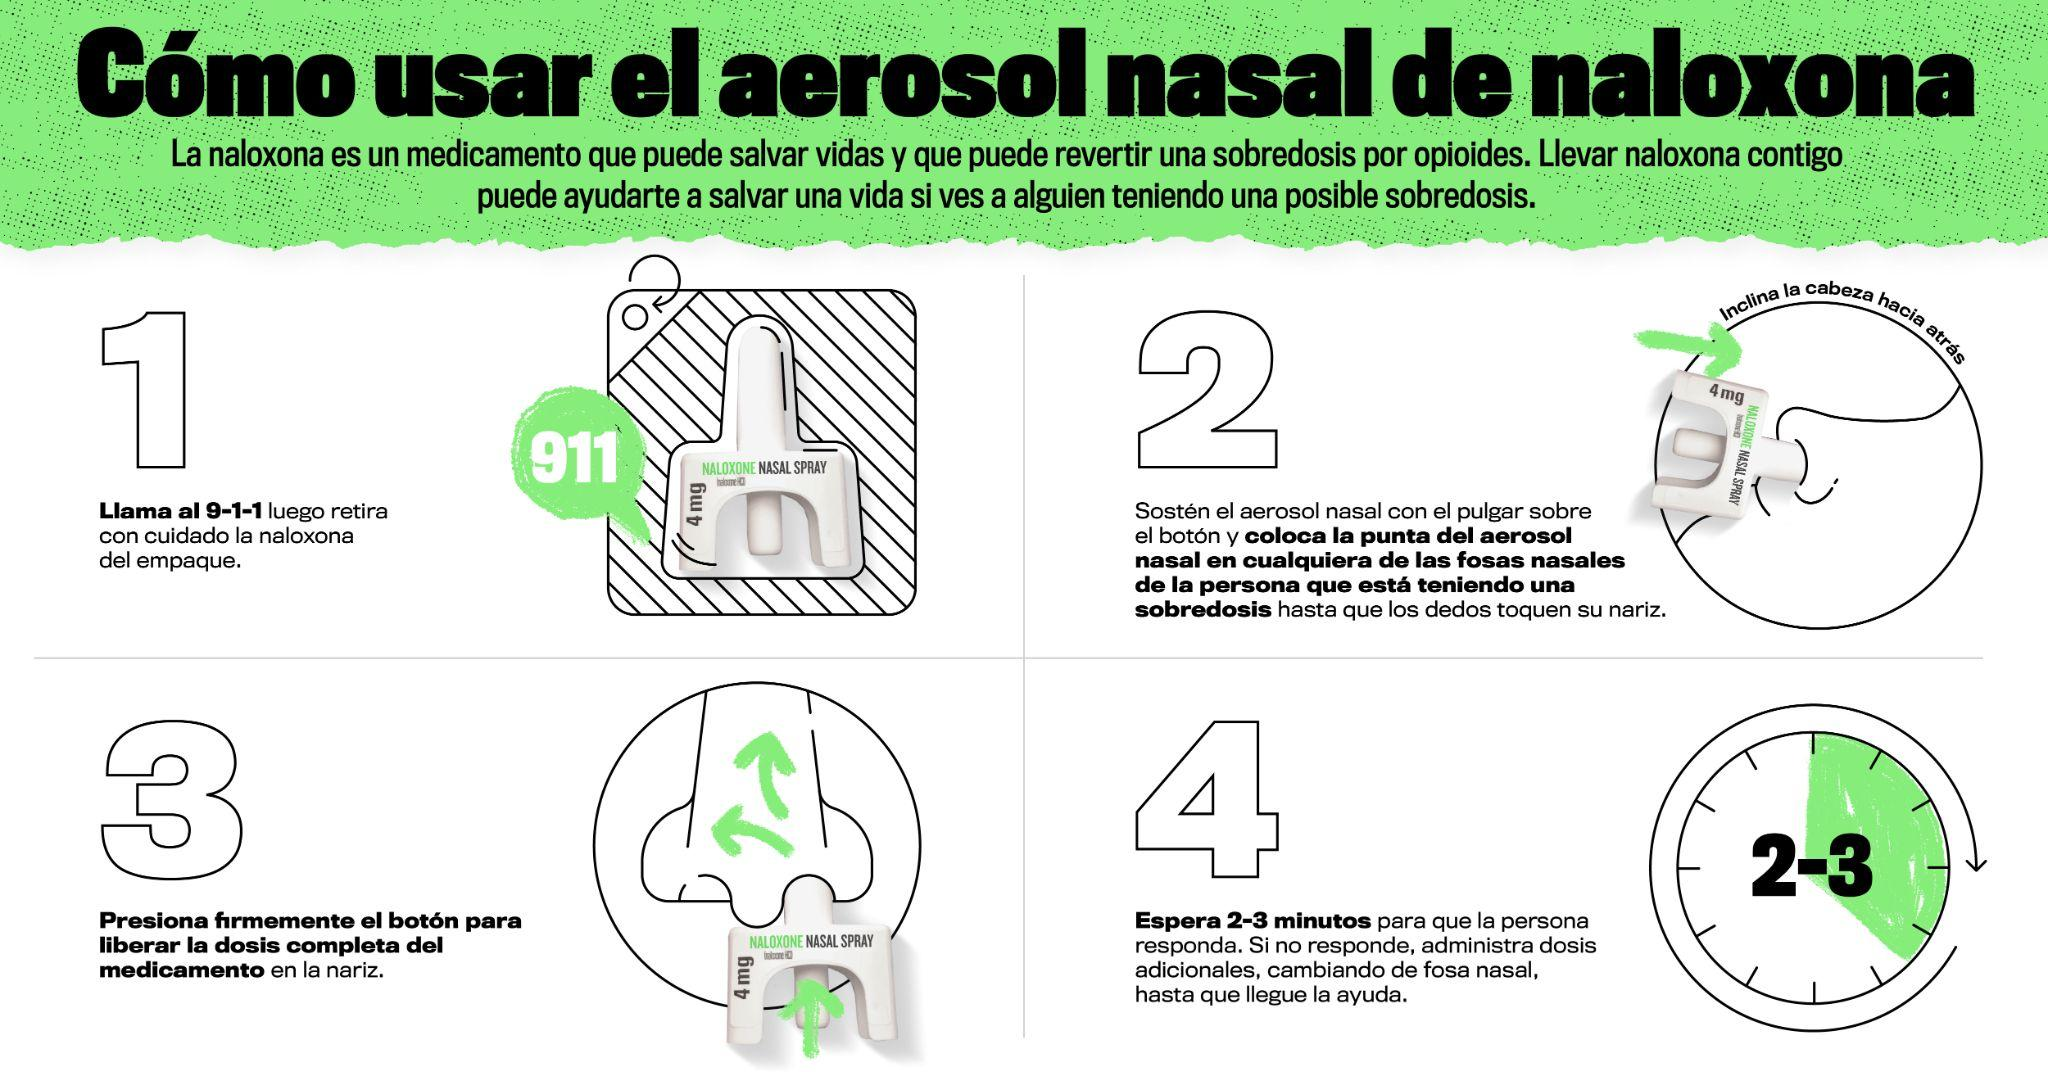 Cómo usar el aerosol nasal de naloxona
La naloxona es un medicamento que puede salvar vidas y que puede revertir una sobredosis por opioides. Llevar naloxona contigo
puede ayudarte a salvar una vida si ves a alguien teniendo una posible sobredosis.
1
911
NALOXONE NASAL SPRAY
(naloxone HCl)
4 mg
Llama al 9-1-1 luego retira
con cuidado la naloxona
del empaque.
2
Inclina la cabeza hacia atrás
4 mg
NALOXONE NASAL SPRAY
(naloxone HCl)
Sostén el aerosol nasal con el pulgar sobre
el botón y coloca la punta del aerosol
nasal en cualquiera de las fosas nasales
de la persona que está teniendo una
sobredosis hasta que los dedos toquen su nariz.
3
Presiona firmemente el botón para
liberar la dosis completa del
medicamento en la nariz.
NALOXONE NASAL SPRAY
(naloxone HCl)
4 mg
4
2-3
Espera 2-3 minutos para que la persona
responda. Si no responde, administra dosis
adicionales, cambiando de fosa nasal,
hasta que llegue la ayuda.